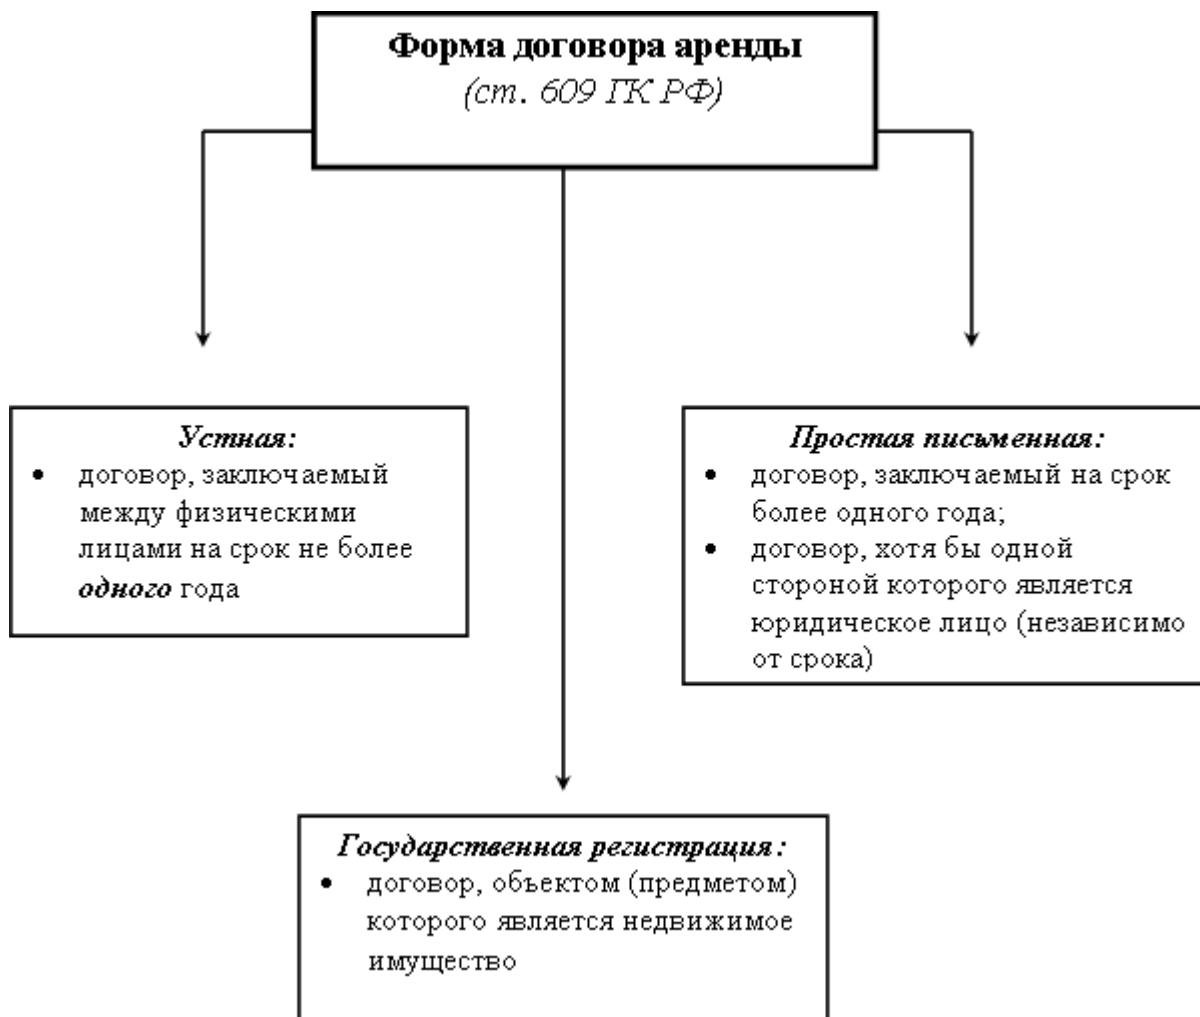 Форма договора аренды
(ст. 609 ГК РФ)
Устная:
• договор, заключаемый
между физическими
лицами на срок не более
одного года
Простая письменная:
• договор, заключаемый на срок
более одного года;
• договор, хотя бы одной
стороной которого является
юридическое лицо (независимо
от срока)
Государственная регистрация:
• договор, объектом (предметом)
которого является недвижимое
имущество